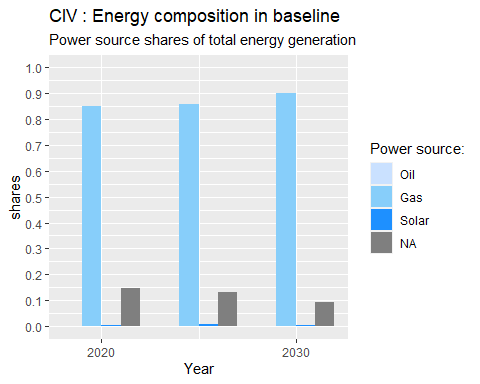 CIV : Energy composition in baseline
Power source shares of total energy generation
1.0
0.9
0.8
0.7
0.6
0.5
0.4
0.3
0.2
0.1
0.0
shares
2020
2030
Year
Power source:
Oil
Gas
Solar
NA